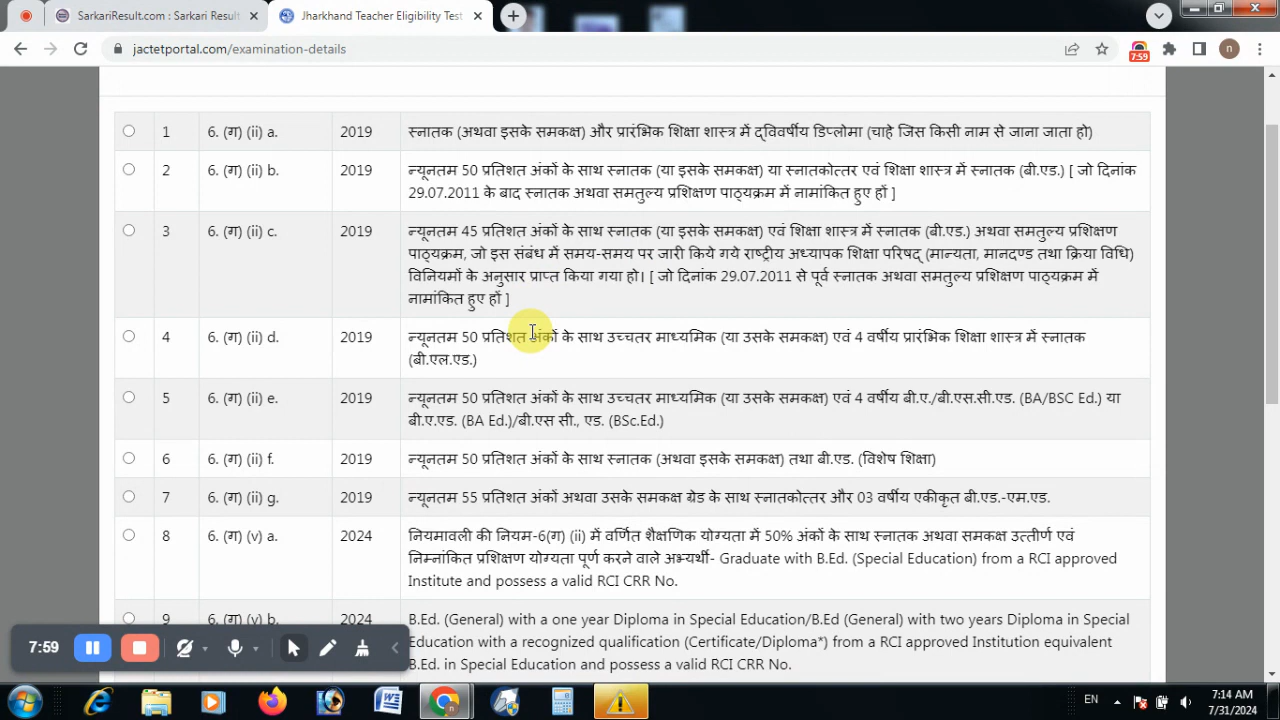 SarkariResult.com : Sarkari Result
Jharkhand Teacher Eligibility Test
jactetportal.com/examination-details
7:59
n
1 6. (ग) (ii) a. 2019 स्नातक (अथवा इसके समकक्ष) और प्रारंभिक शिक्षा शास्त्र में द्विवर्षीय डिप्लोमा (चाहे जिस किसी नाम से जाना जाता हो)
2 6. (ग) (ii) b. 2019 न्यूनतम 50 प्रतिशत अंकों के साथ स्नातक (या इसके समकक्ष) या स्नातकोत्तर एवं शिक्षा शास्त्र में स्नातक (बी.एड.) [ जो दिनांक
29.07.2011 के बाद स्नातक अथवा समतुल्य प्रशिक्षण पाठ्यक्रम में नामांकित हुए हों ]
3 6. (ग) (ii) c. 2019 न्यूनतम 45 प्रतिशत अंकों के साथ स्नातक (या इसके समकक्ष) एवं शिक्षा शास्त्र में स्नातक (बी.एड.) अथवा समतुल्य प्रशिक्षण
पाठ्यक्रम, जो इस संबंध में समय-समय पर जारी किये गये राष्ट्रीय अध्यापक शिक्षा परिषद् (मान्यता, मानदण्ड तथा क्रिया विधि)
विनियमों के अनुसार प्राप्त किया गया हो। [ जो दिनांक 29.07.2011 से पूर्व स्नातक अथवा समतुल्य प्रशिक्षण पाठ्यक्रम में
नामांकित हुए हों ]
4 6. (ग) (ii) d. 2019 न्यूनतम 50 प्रतिशत अंकों के साथ उच्चतर माध्यमिक (या उसके समकक्ष) एवं 4 वर्षीय प्रारंभिक शिक्षा शास्त्र में स्नातक
(बी.एल.एड.)
5 6. (ग) (ii) e. 2019 न्यूनतम 50 प्रतिशत अंकों के साथ उच्चतर माध्यमिक (या उसके समकक्ष) एवं 4 वर्षीय बी.ए./बी.एस.सी.एड. (BA/BSC Ed.) या
बी.ए.एड. (BA Ed.)/बी.एस सी., एड. (BSc.Ed.)
6 6. (ग) (ii) f. 2019 न्यूनतम 50 प्रतिशत अंकों के साथ स्नातक (अथवा इसके समकक्ष) तथा बी.एड. (विशेष शिक्षा)
7 6. (ग) (ii) g. 2019 न्यूनतम 55 प्रतिशत अंकों अथवा उसके समकक्ष ग्रेड के साथ स्नातकोत्तर और 03 वर्षीय एकीकृत बी.एड.-एम.एड.
8 6. (ग) (v) a. 2024 नियमावली की नियम-6(ग) (ii) में वर्णित शैक्षणिक योग्यता में 50% अंकों के साथ स्नातक अथवा समकक्ष उत्तीर्ण एवं
निम्नांकित प्रशिक्षण योग्यता पूर्ण करने वाले अभ्यर्थी- Graduate with B.Ed. (Special Education) from a RCI approved
Institute and possess a valid RCI CRR No.
9 6. (ग) (v) b. 2024 B.Ed. (General) with a one year Diploma in Special Education/B.Ed (General) with two years Diploma in Special
Education with a recognized qualification (Certificate/Diploma*) from a RCI approved Institution equivalent
B.Ed. in Special Education and possess a valid RCI CRR No.
7:59
EN
7:14 AM
7/31/2024